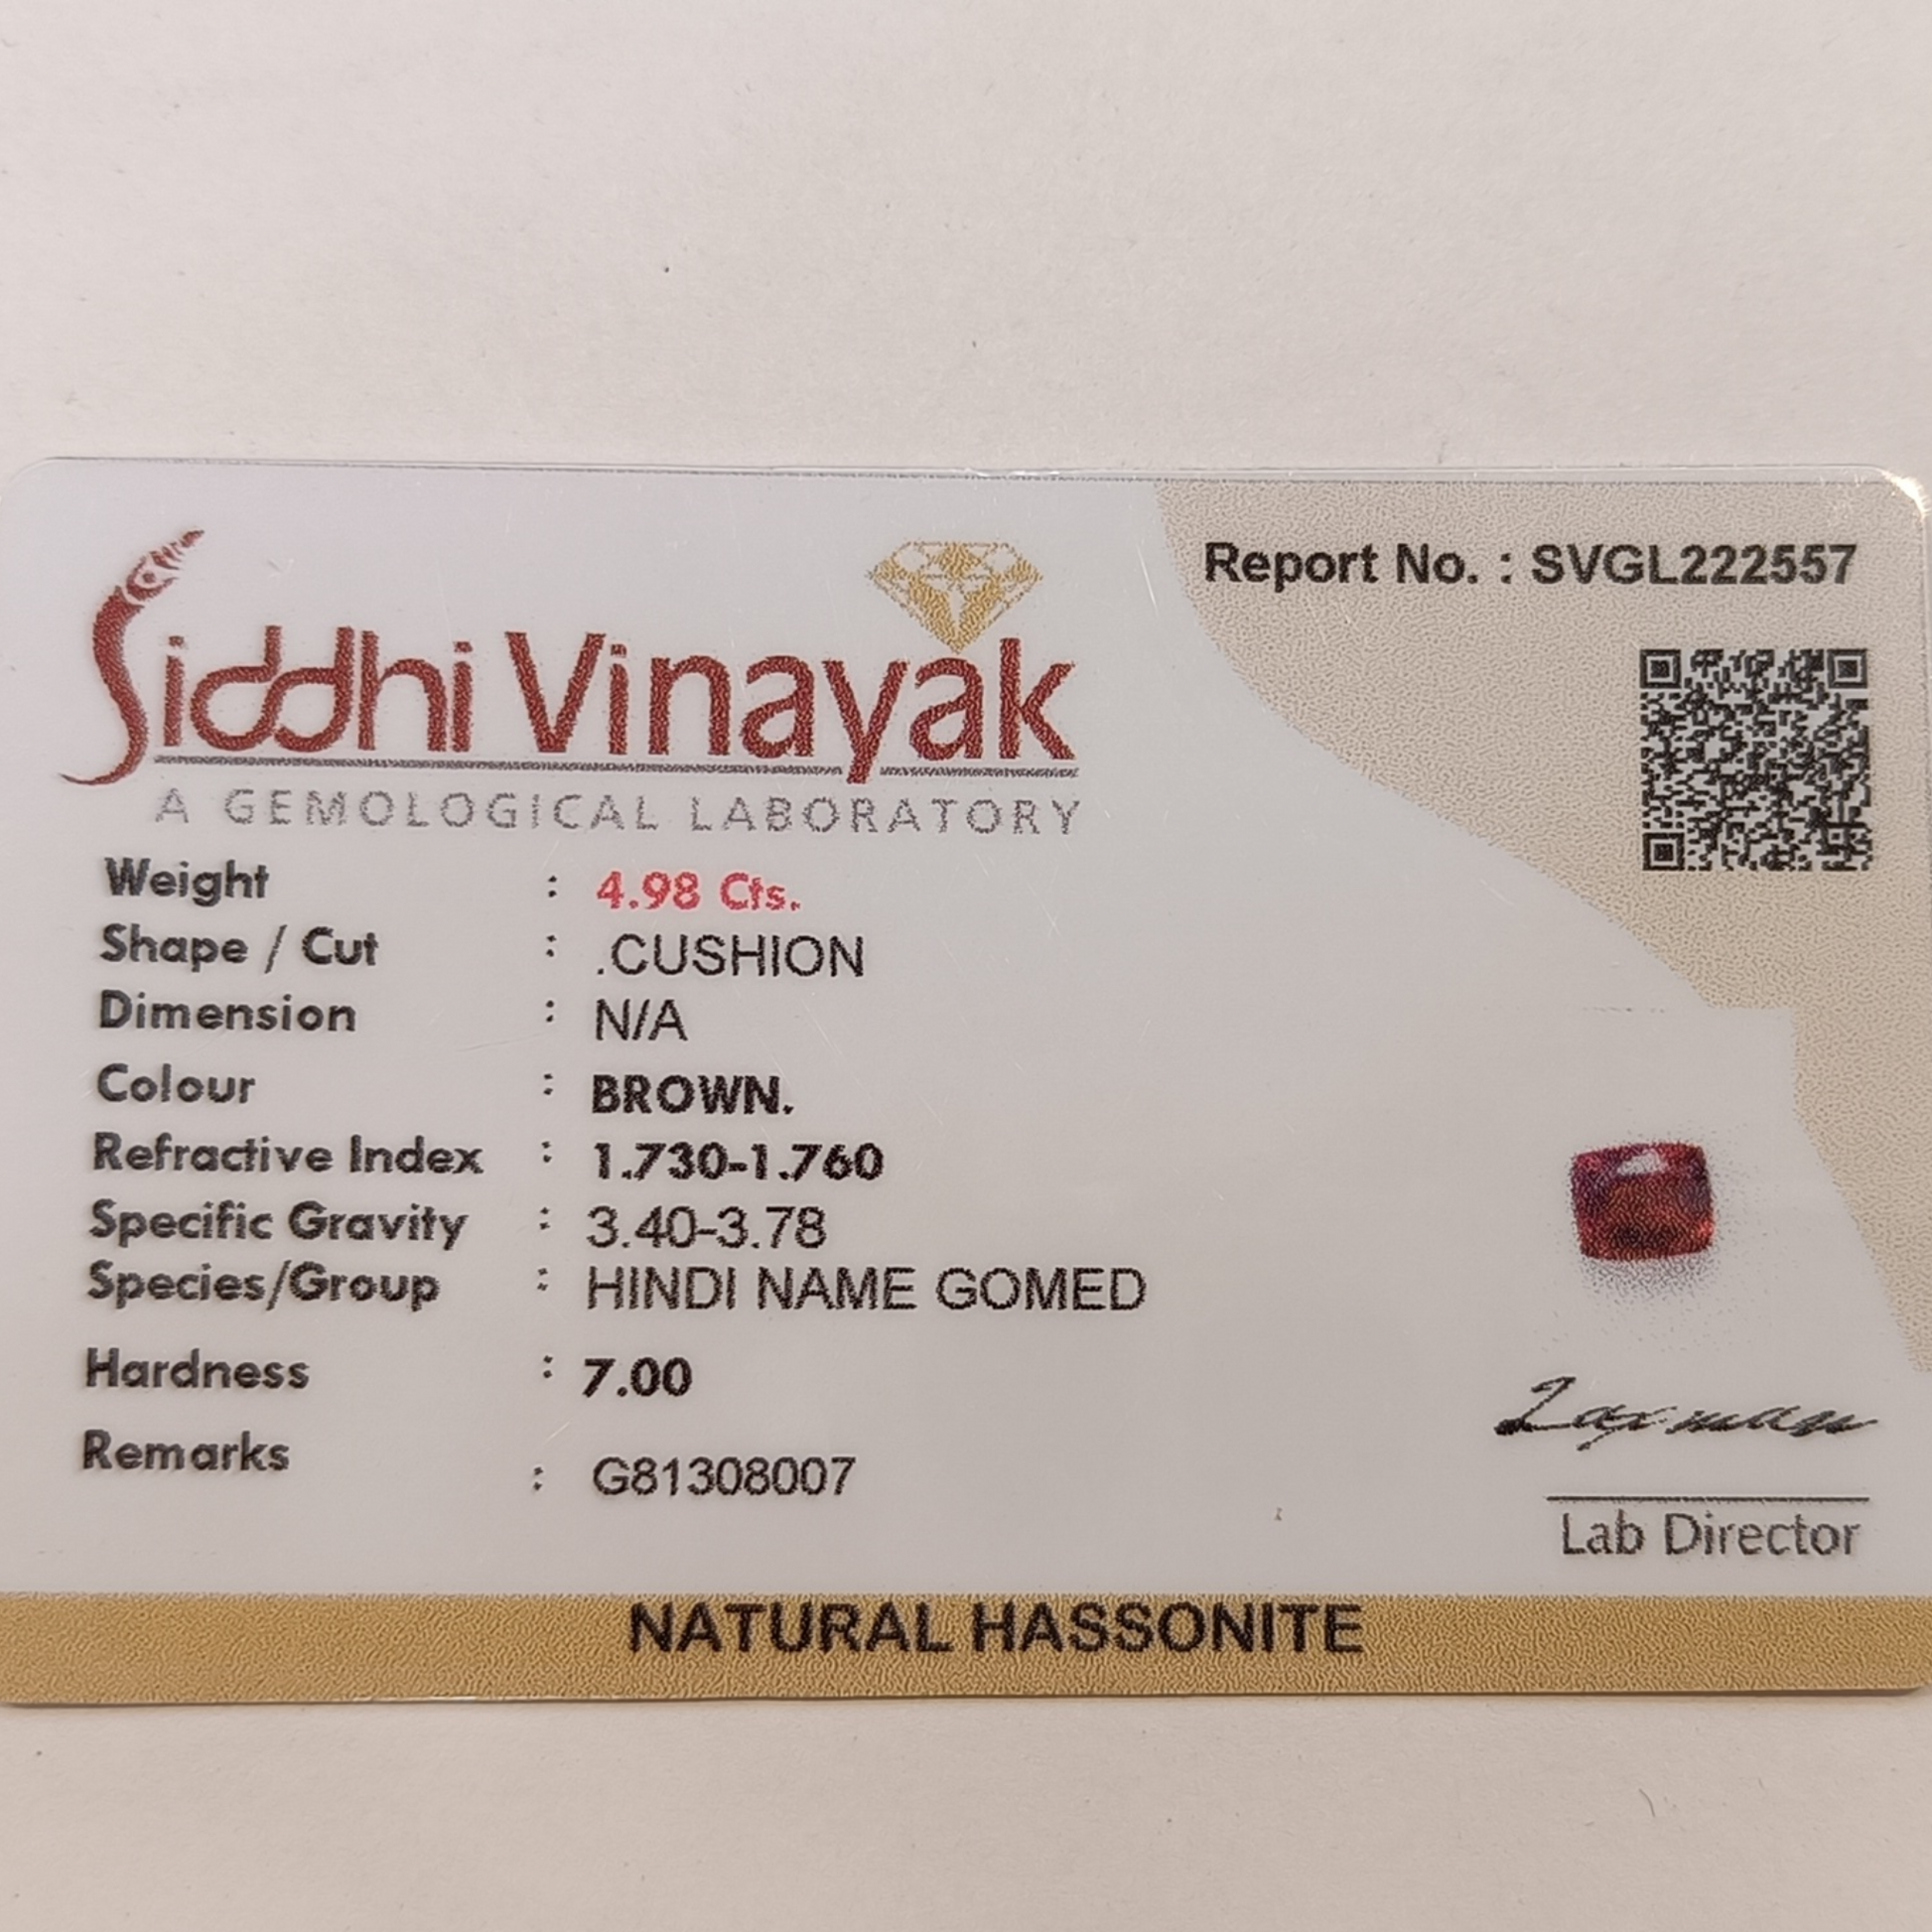 Siddhi Vinayak
A GEMOLOGICAL LABORATORY
Report No. : SVGL222557
Weight : 4.98 Cts.
Shape / Cut : .CUSHION
Dimension : N/A
Colour : BROWN.
Refractive Index : 1.730-1.760
Specific Gravity : 3.40-3.78
Species/Group : HINDI NAME GOMED
Hardness : 7.00
Remarks : G81308007
Laxman
Lab Director
NATURAL HASSONITE